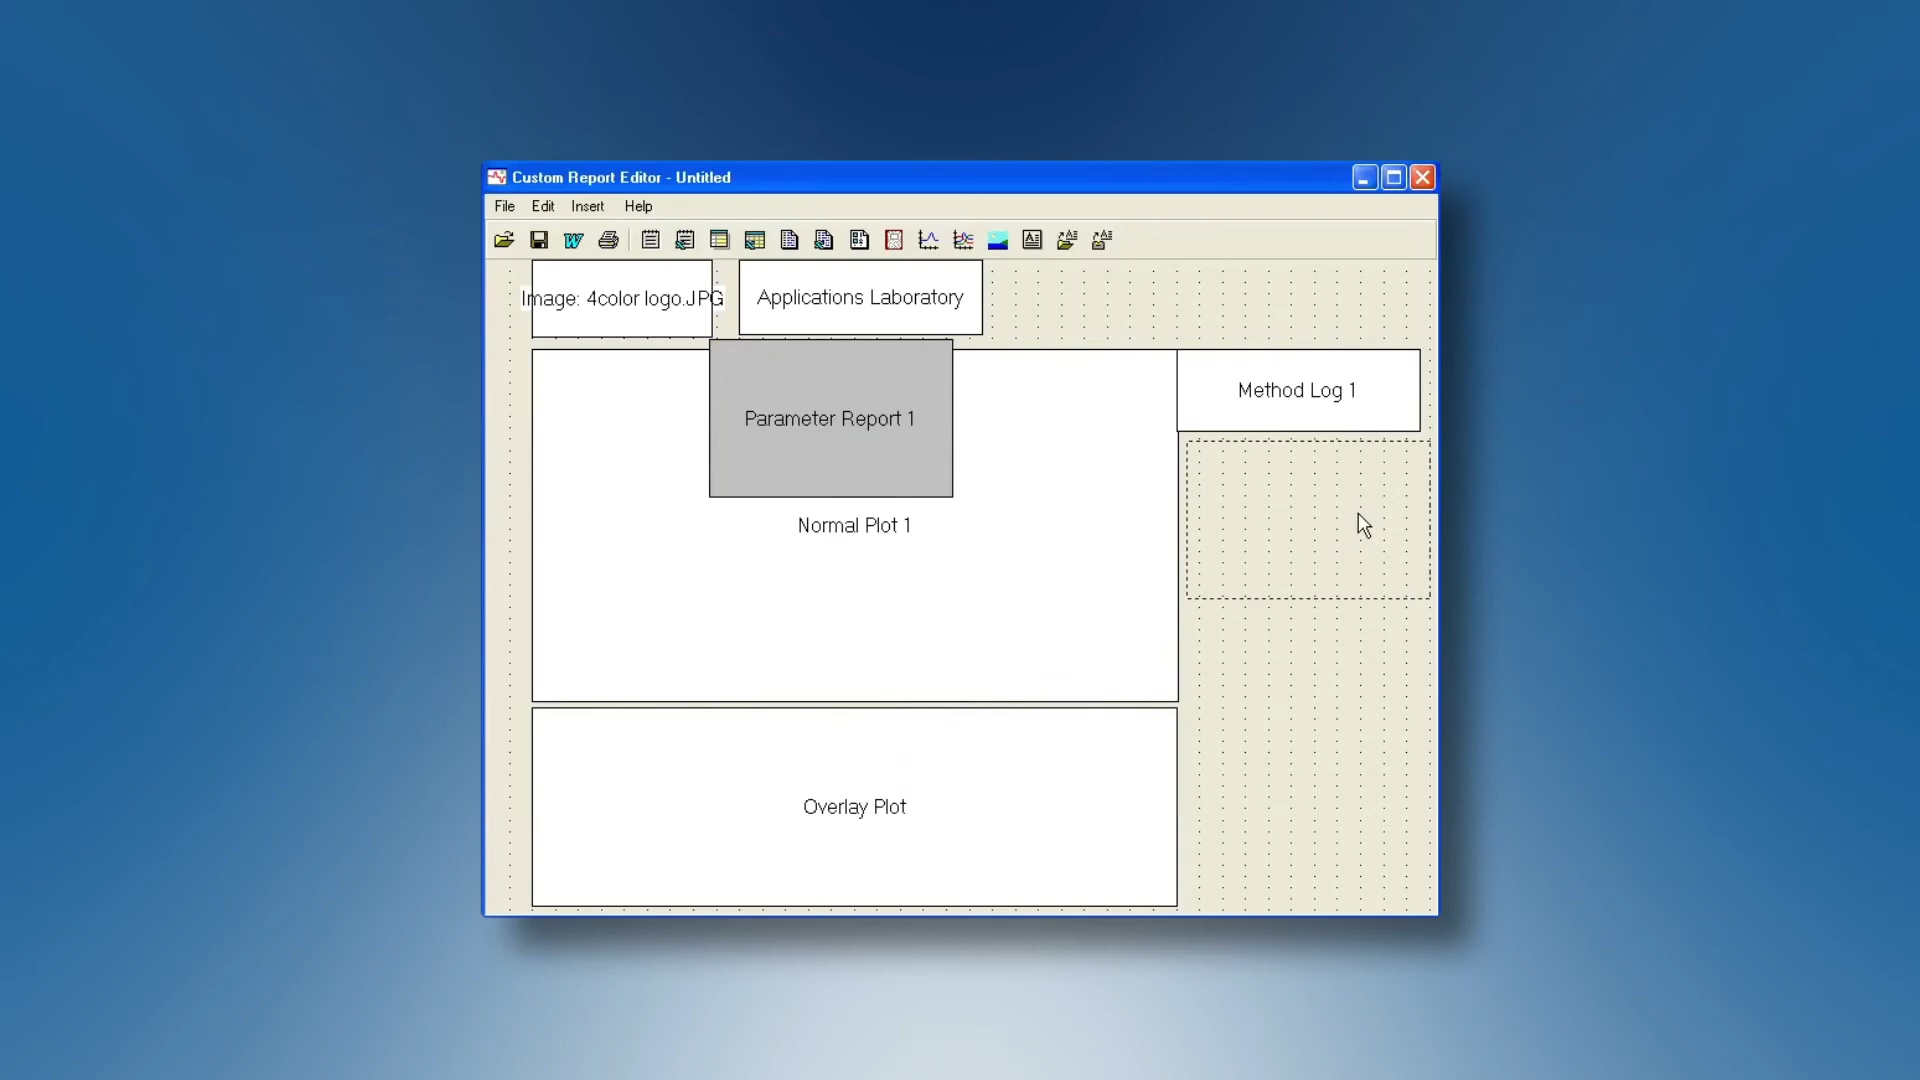 Custom Report Editor - Untitled
File Edit Insert Help
Image: 4color logo.JPG
Applications Laboratory
Parameter Report 1
Method Log 1
Normal Plot 1
Overlay Plot